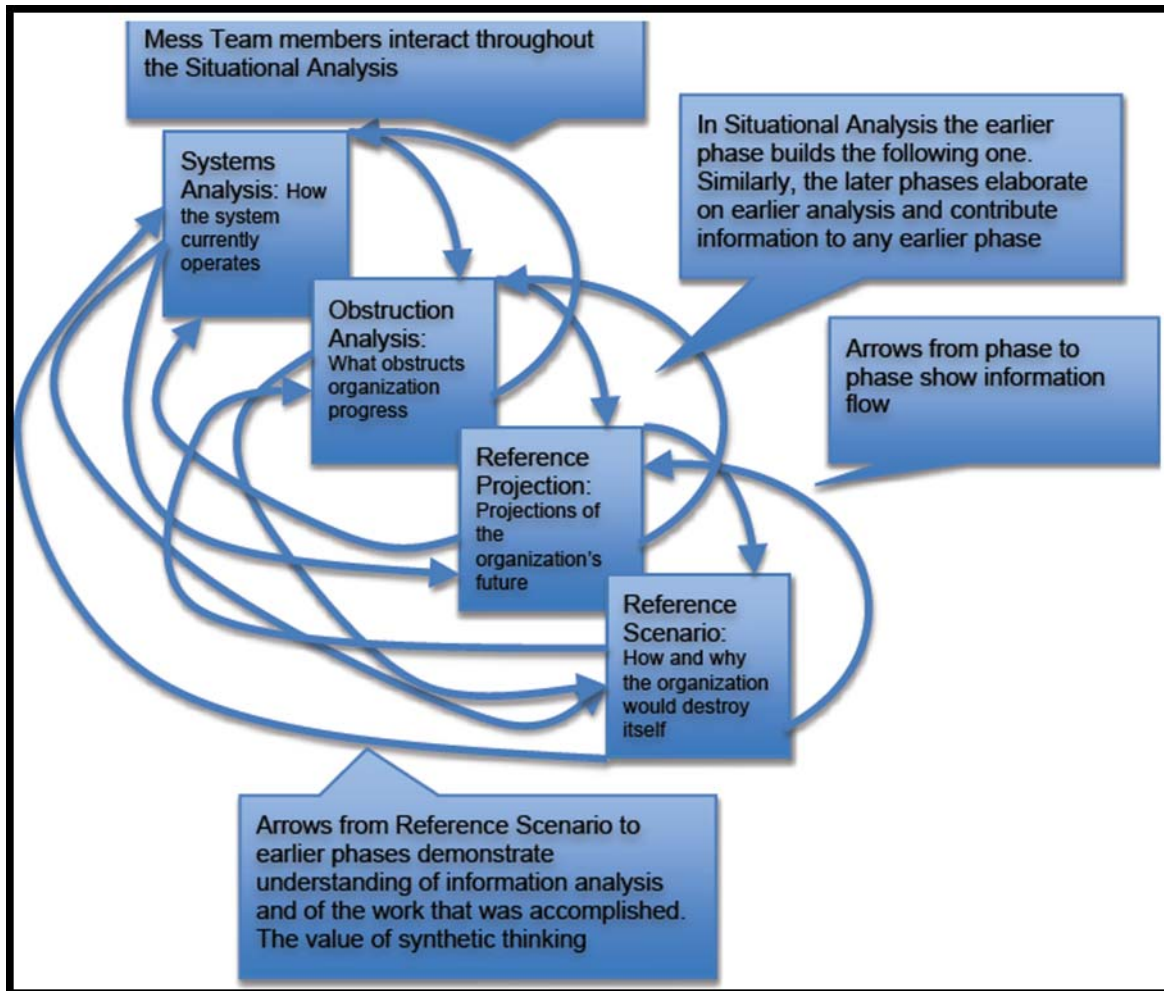 Mess Team members interact throughout
the Situational Analysis
In Situational Analysis the earlier
phase builds the following one.
Similarly, the later phases elaborate
on earlier analysis and contribute
information to any earlier phase
Systems
Analysis: How
the system
currently
operates
Obstruction
Analysis:
What obstructs
organization
progress
Arrows from phase to
phase show information
flow
Reference
Projection:
Projections of
the
organization's
future
Reference
Scenario:
How and why
the organization
would destroy
itself
Arrows from Reference Scenario to
earlier phases demonstrate
understanding of information analysis
and of the work that was accomplished.
The value of synthetic thinking